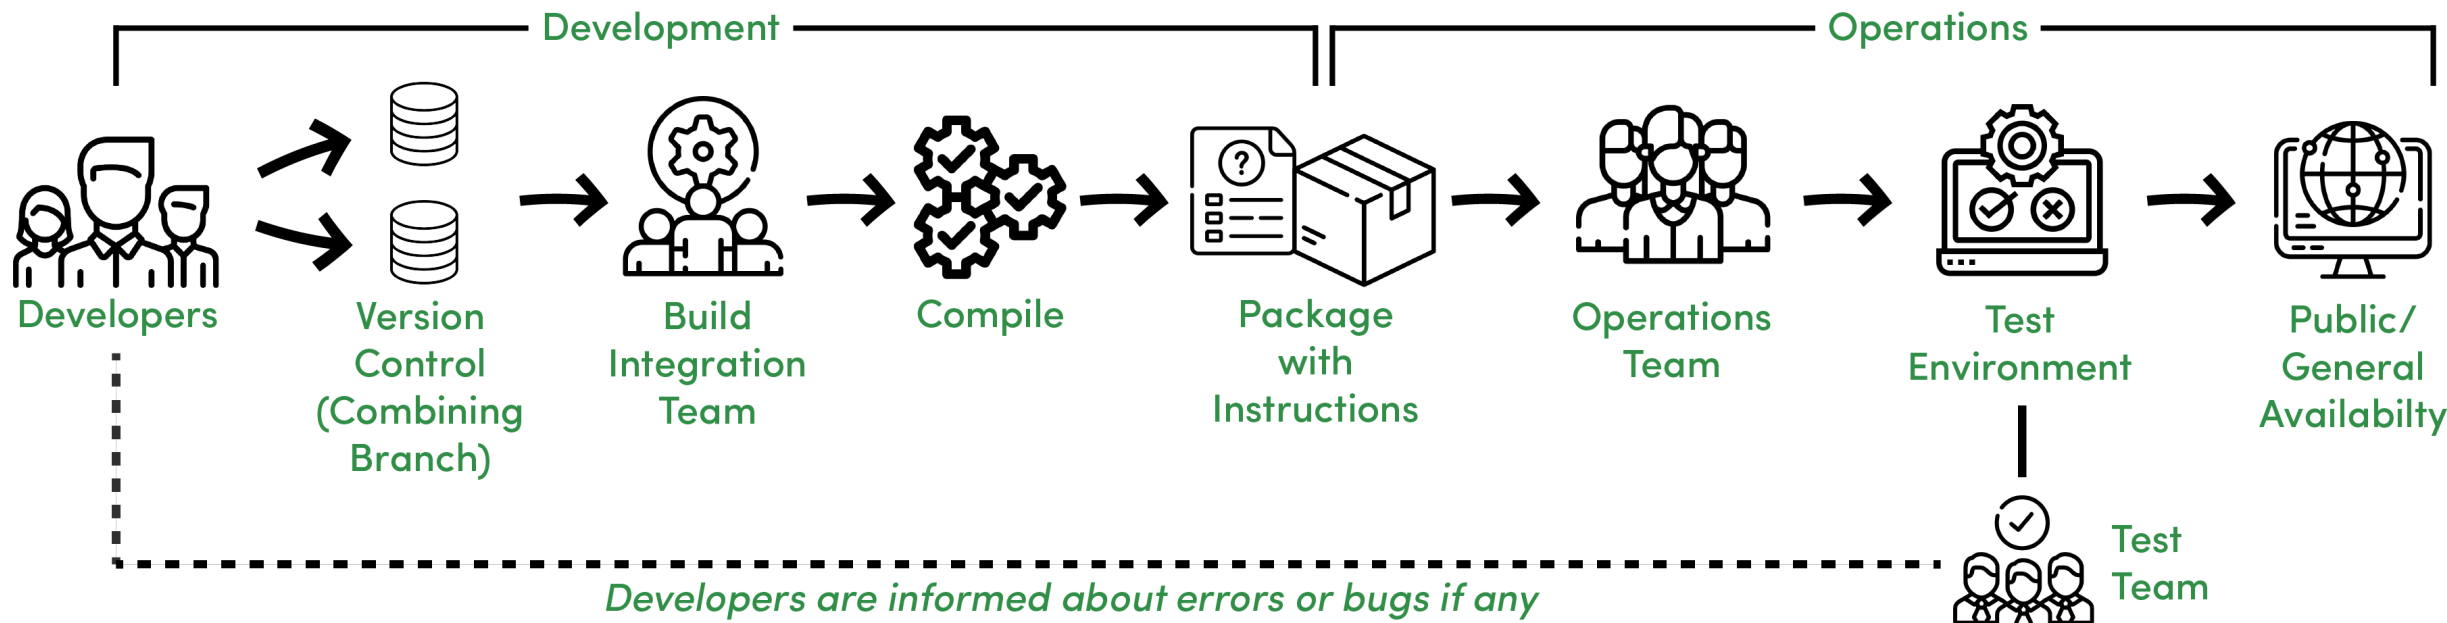 Development
Operations
Developers
Version
Control
(Combining
Branch)
Build
Integration
Team
Compile
Package
with
Instructions
Operations
Team
Test
Environment
Public/
General
Availabilty
Test
Team
Developers are informed about errors or bugs if any